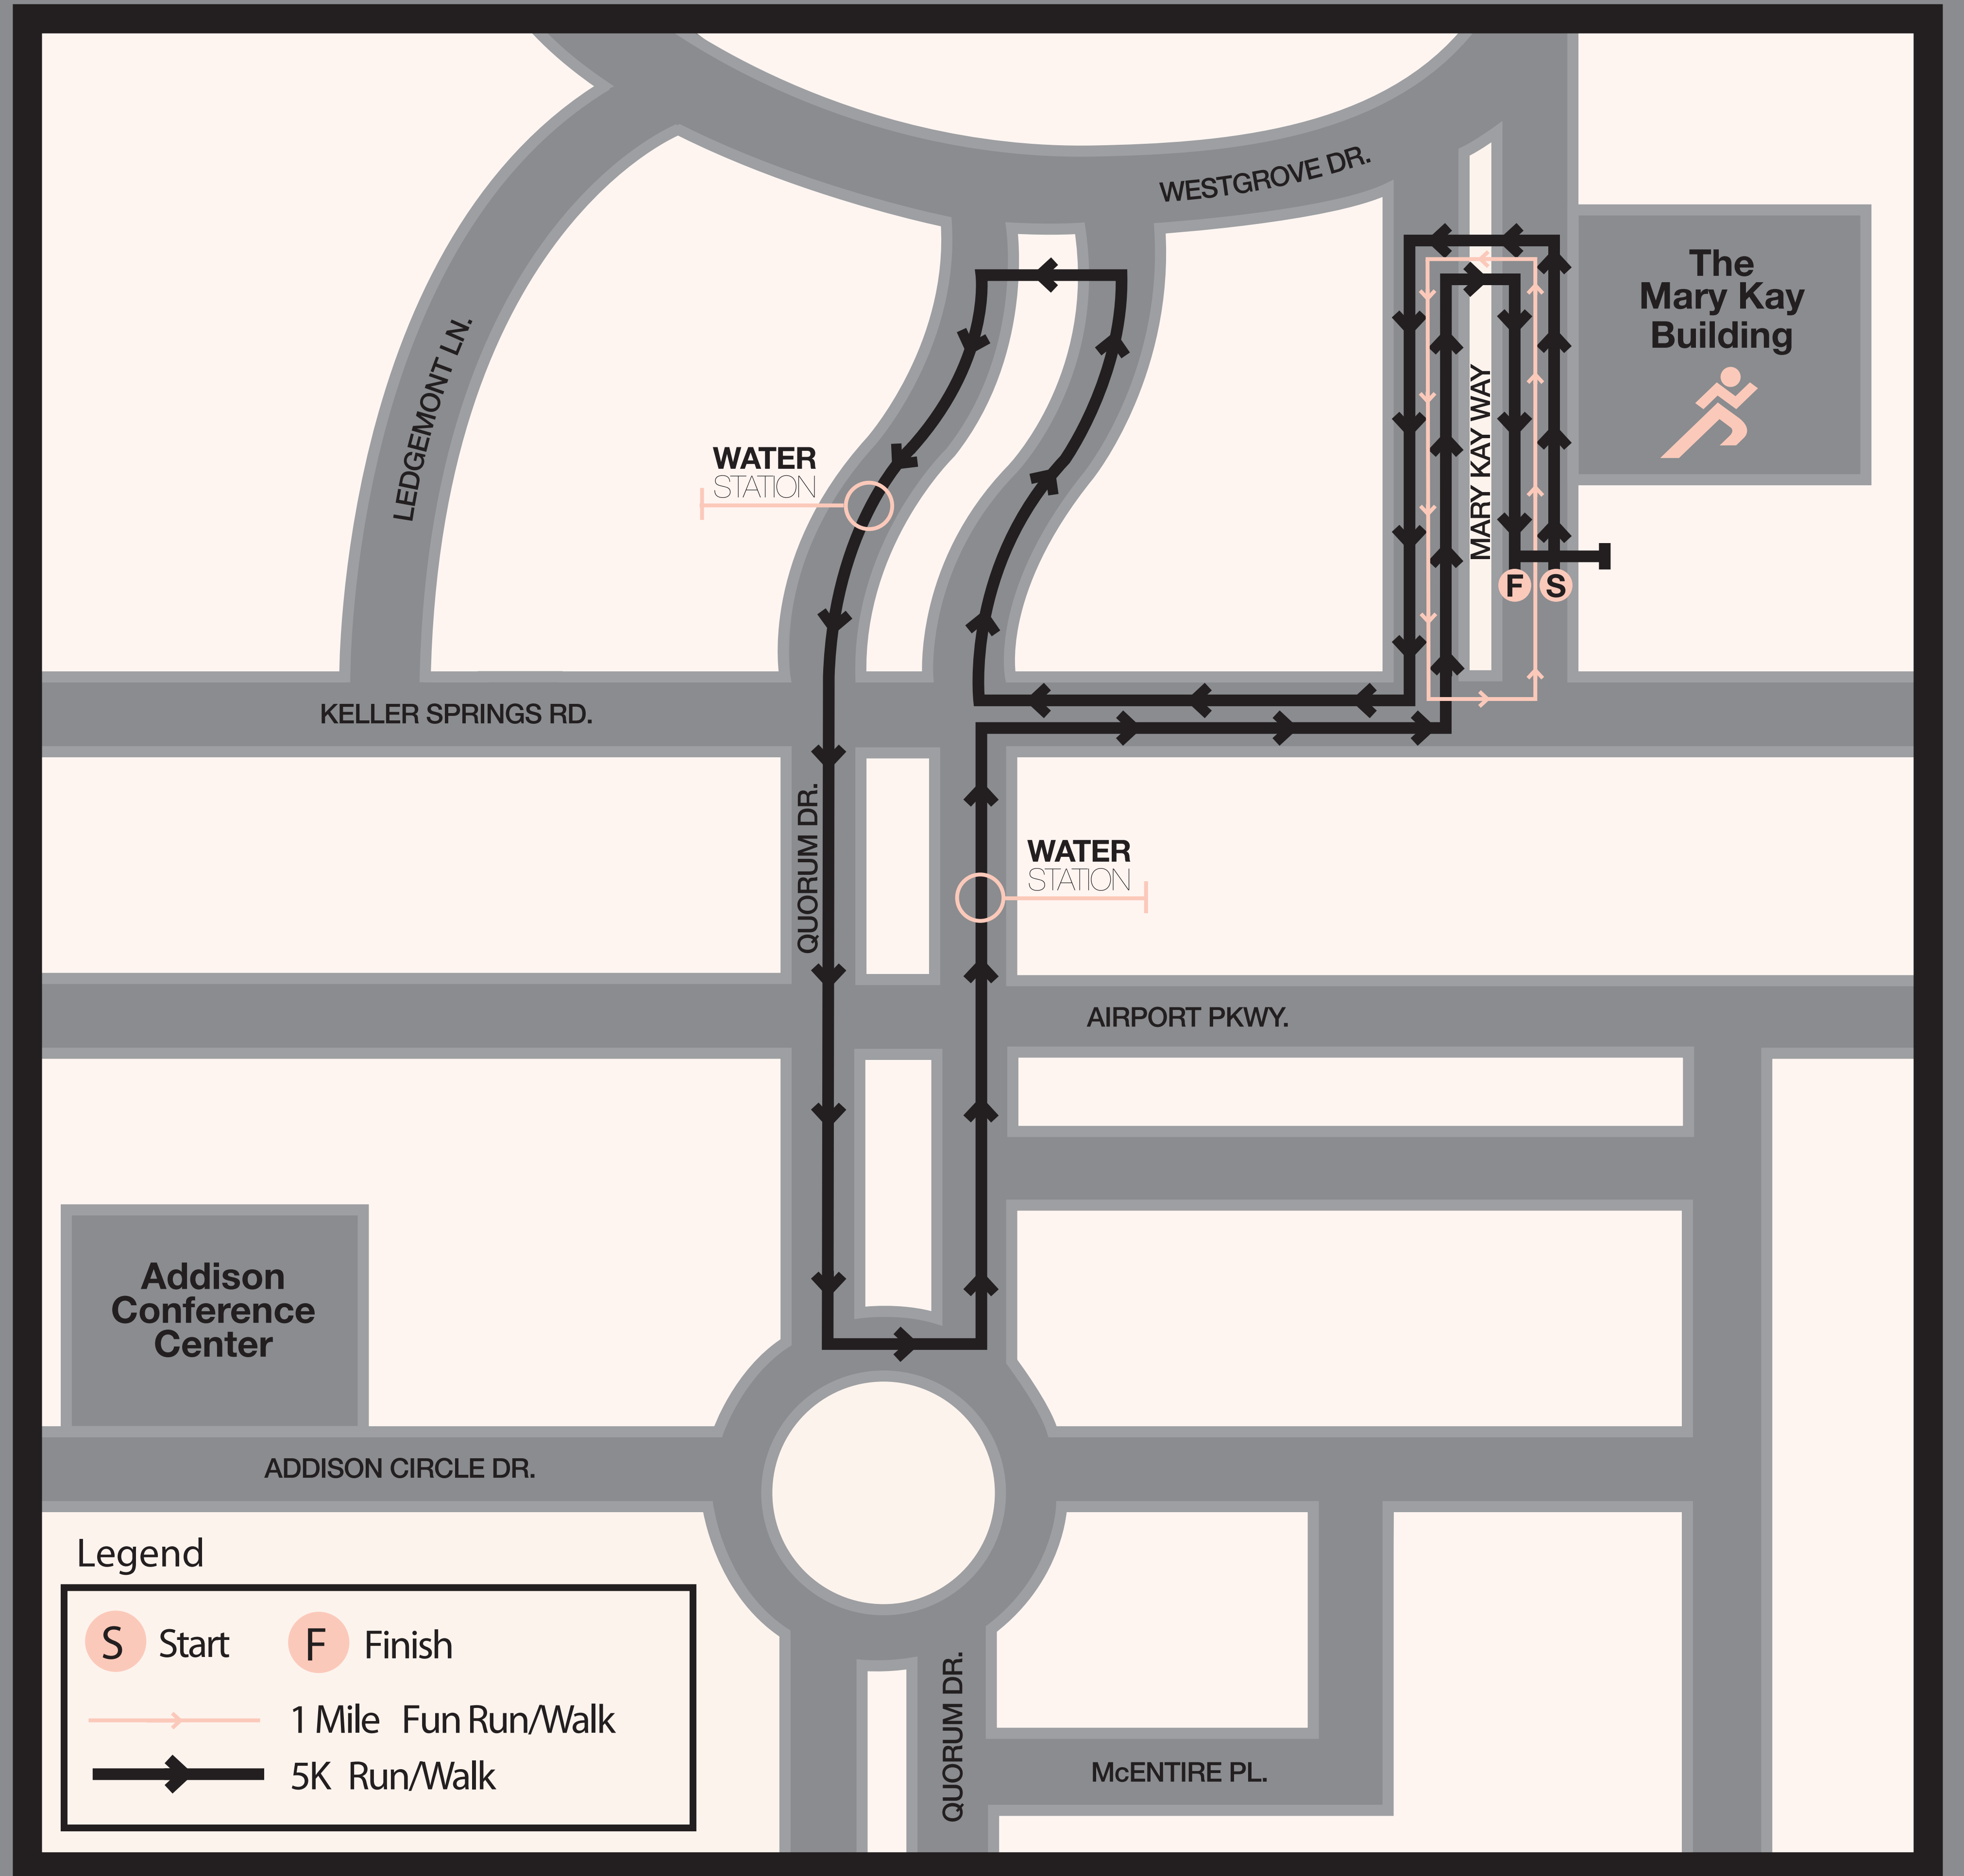 WESTGROVE DR.
The
Mary Kay
Building
LEDGEMONT LN.
MARY KAY WAY
WATER
STATION
F S
KELLER SPRINGS RD.
QUORUM DR.
WATER
STATION
AIRPORT PKWY.
Addison
Conference
Center
ADDISON CIRCLE DR.
Legend
S Start F Finish
1 Mile Fun Run/Walk
5K Run/Walk
QUORUM DR.
McENTIRE PL.